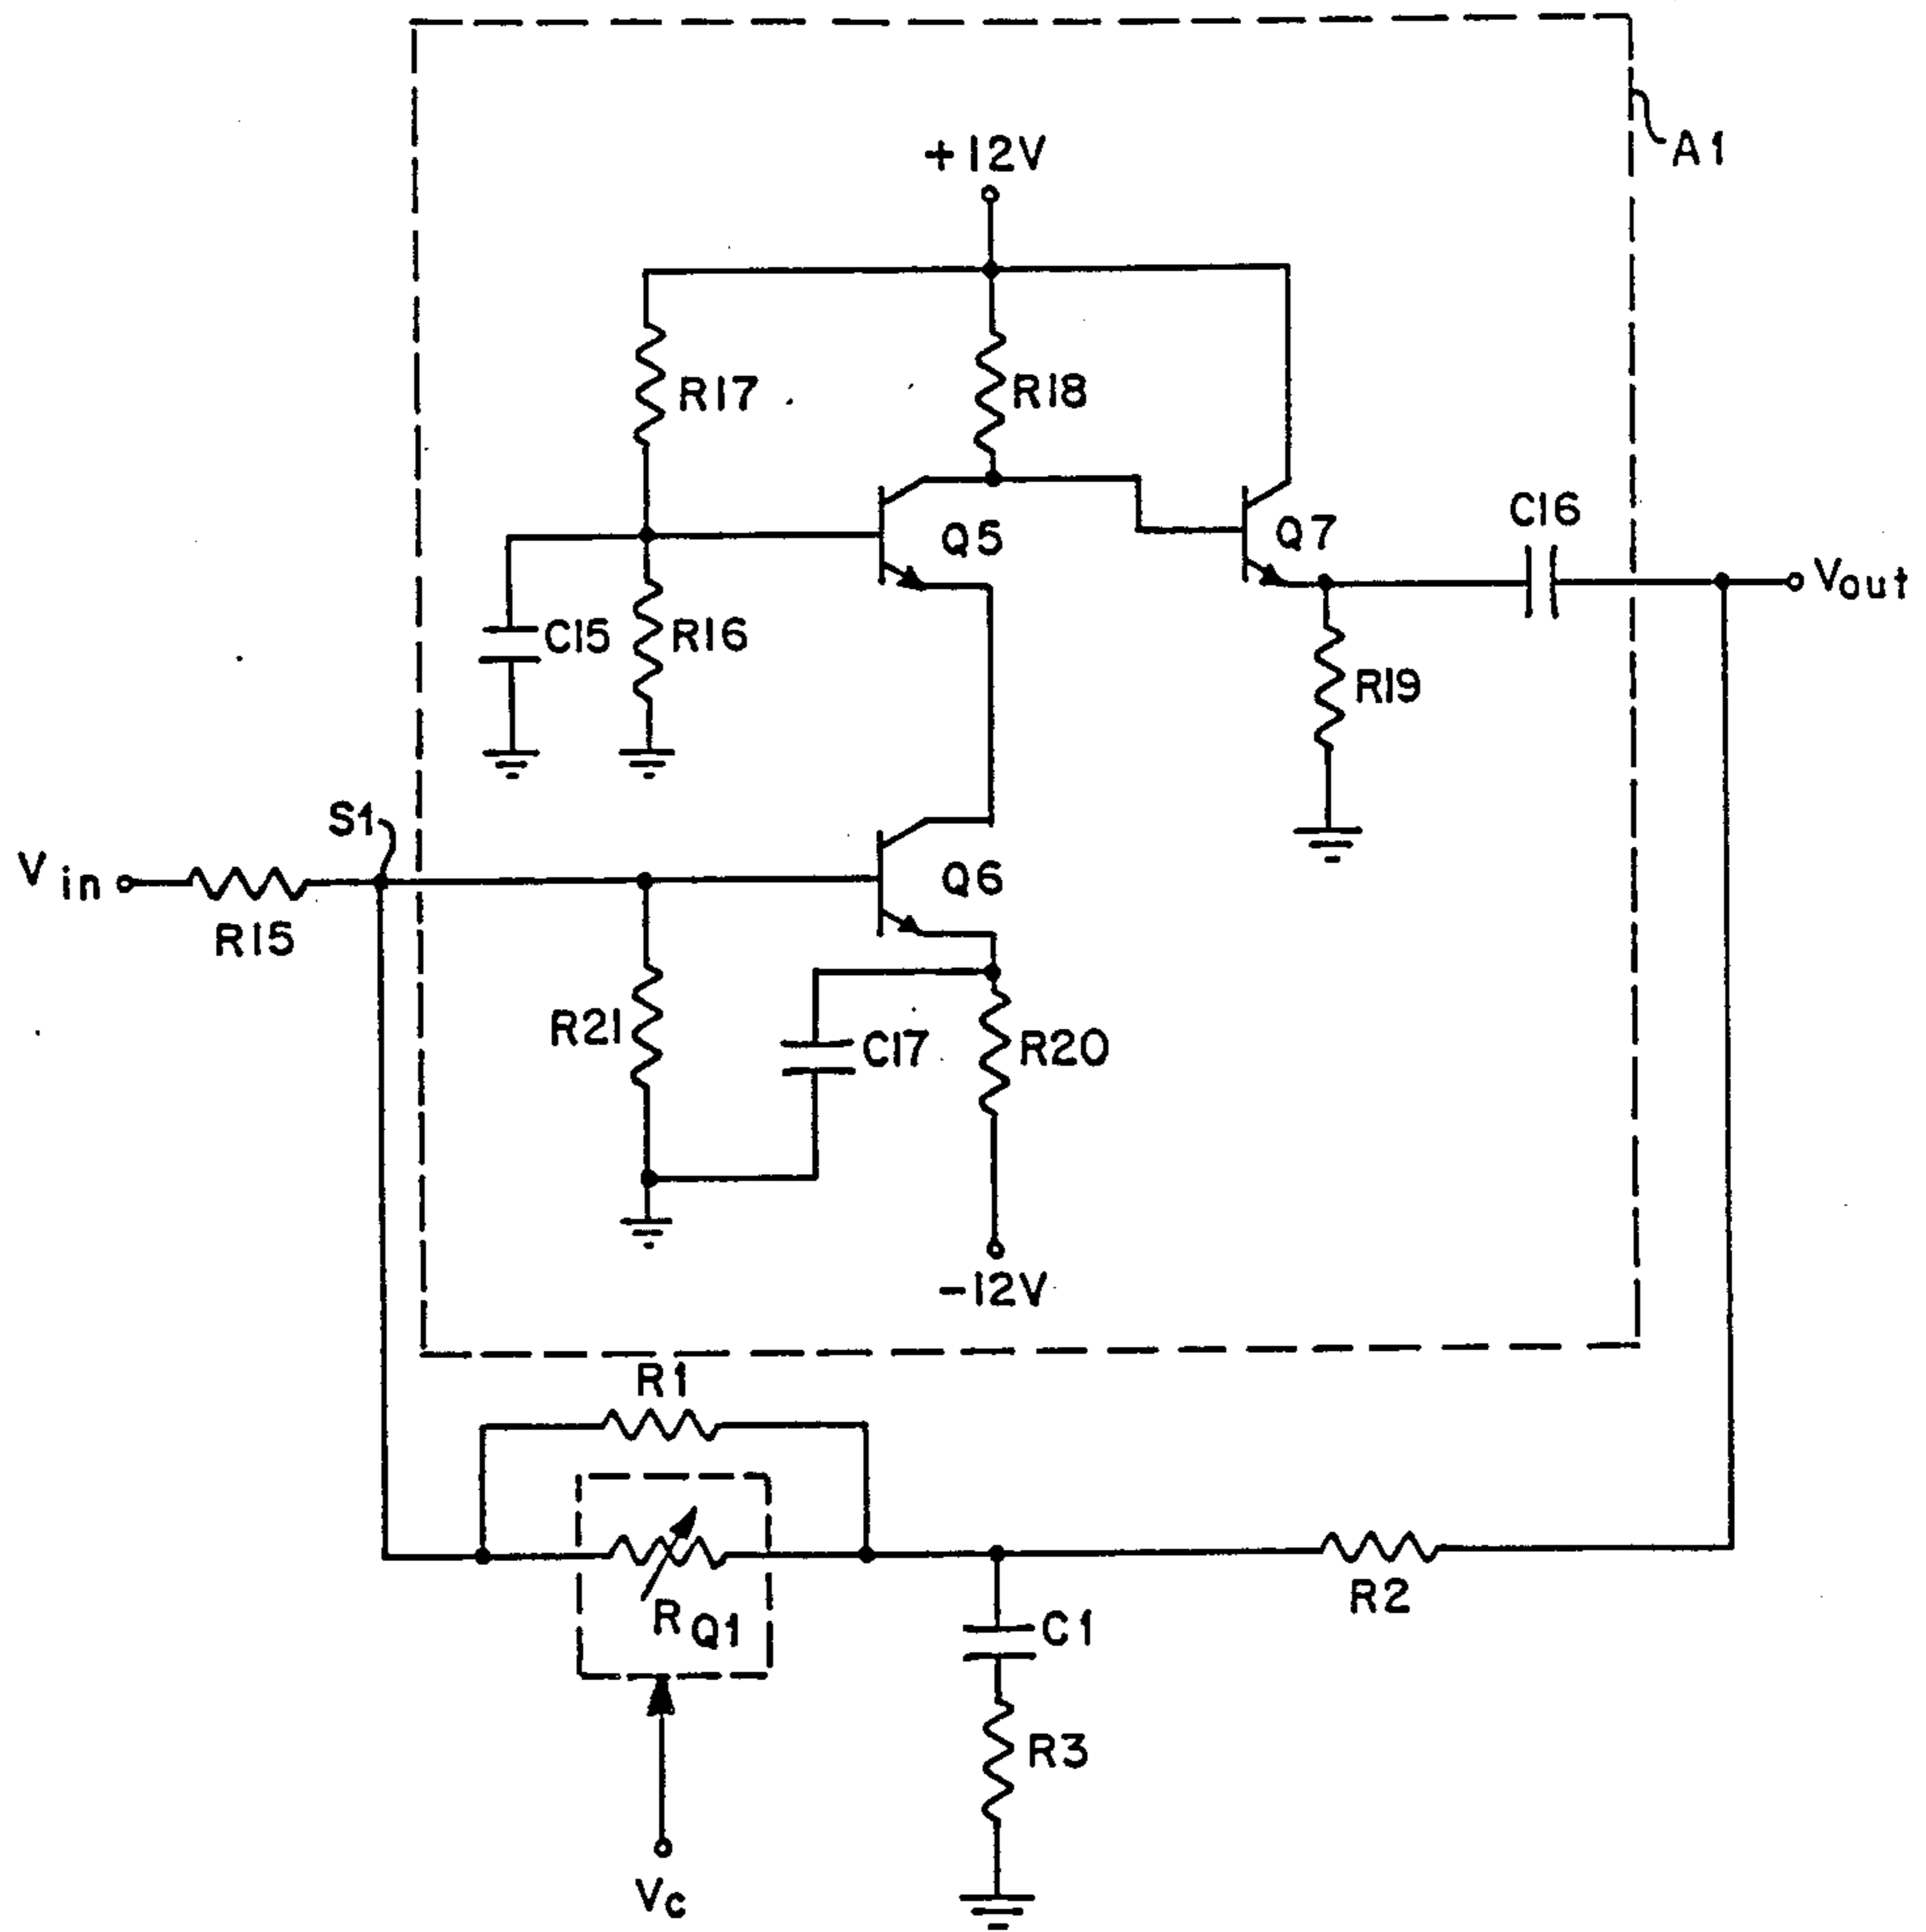 A1
+12V
R17
R18
Q5
Q7
C16
Vout
C15
R16
R19
S1
Vin
R15
Q6
R21
C17
R20
-12V
R1
RQ1
R2
C1
R3
Vc